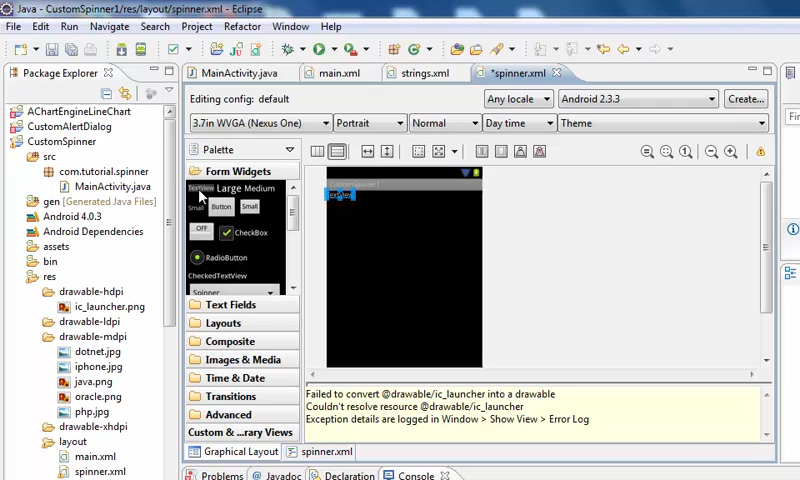 Java - CustomSpinner1/res/layout/spinner.xml - Eclipse
File Edit Run Navigate Search Project Refactor Window Help
Package Explorer
AChartEngineLineChart
CustomAlertDialog
CustomSpinner
src
com.tutorial.spinner
MainActivity.java
gen [Generated Java Files]
Android 4.0.3
Android Dependencies
assets
bin
res
drawable-hdpi
ic_launcher.png
drawable-ldpi
drawable-mdpi
dotnet.jpg
iphone.jpg
java.png
oracle.png
php.jpg
drawable-xhdpi
layout
main.xml
spinner.xml
MainActivity.java main.xml strings.xml *spinner.xml
Editing config: default Any locale Android 2.3.3 Create...
3.7in WVGA (Nexus One) Portrait Normal Day time Theme
Palette
Form Widgets
TextView Large Medium
Small Button Small
OFF CheckBox
RadioButton
CheckedTextView
Spinner
Text Fields
Layouts
Composite
Images & Media
Time & Date
Transitions
Advanced
Custom & ...rary Views
CustomSpinner1
TextView
Failed to convert @drawable/ic_launcher into a drawable
Couldn't resolve resource @drawable/ic_launcher
Exception details are logged in Window > Show View > Error Log
Graphical Layout spinner.xml
Problems Javadoc Declaration Console
Fin